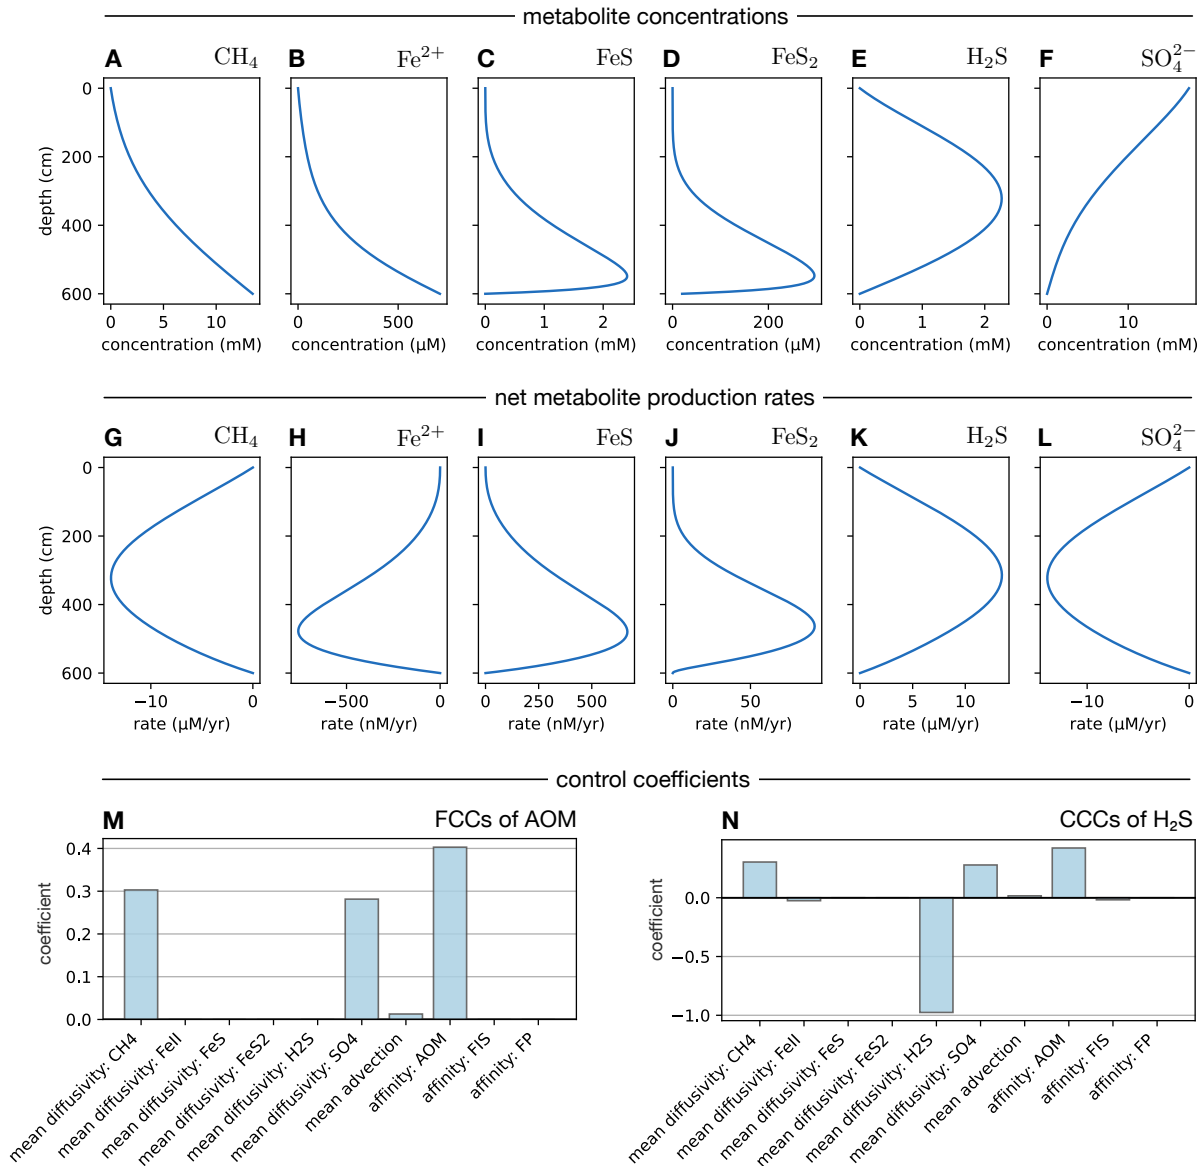 metabolite concentrations
A CH₄
B Fe²⁺
C FeS
D FeS₂
E H₂S
F SO₄²⁻
depth (cm)
0
200
400
600
0 5 10
0 500
0 1 2
0 200
0 1 2
0 10
concentration (mM)
concentration (µM)
concentration (mM)
concentration (µM)
concentration (mM)
concentration (mM)
net metabolite production rates
G CH₄
H Fe²⁺
I FeS
J FeS₂
K H₂S
L SO₄²⁻
depth (cm)
0
200
400
600
−10 0
−500 0
0 250 500
0 50
0 5 10
−10 0
rate (µM/yr)
rate (nM/yr)
rate (nM/yr)
rate (nM/yr)
rate (µM/yr)
rate (µM/yr)
control coefficients
M FCCs of AOM
coefficient
0.4
0.3
0.2
0.1
0.0
mean diffusivity: CH4
mean diffusivity: FeII
mean diffusivity: FeS
mean diffusivity: FeS2
mean diffusivity: H2S
mean diffusivity: SO4
mean advection
affinity: AOM
affinity: FIS
affinity: FP
N CCCs of H₂S
coefficient
0.0
−0.5
−1.0
mean diffusivity: CH4
mean diffusivity: FeII
mean diffusivity: FeS
mean diffusivity: FeS2
mean diffusivity: H2S
mean diffusivity: SO4
mean advection
affinity: AOM
affinity: FIS
affinity: FP